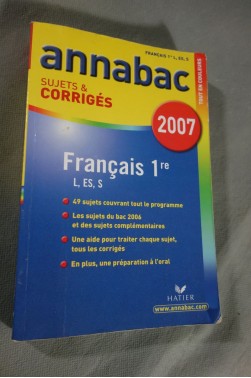 FRANÇAIS 1re L, ES, S
annabac
SUJETS &
CORRIGÉS
TOUT EN COULEURS
2007
Français 1re
L, ES, S
49 sujets couvrant tout le programme
Les sujets du bac 2006
et des sujets complémentaires
Une aide pour traiter chaque sujet,
tous les corrigés
En plus, une préparation à l'oral
HATIER
www.annabac.com